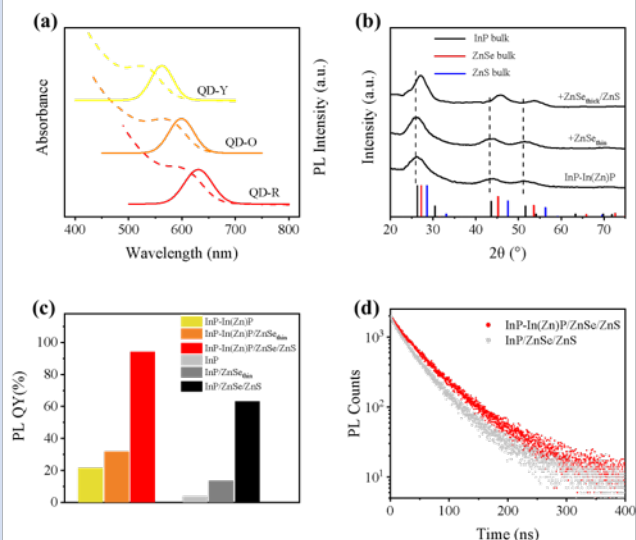 (a)
QD-Y
QD-O
QD-R
Absorbance
PL Intensity (a.u.)
400 500 600 700 800
Wavelength (nm)
(b)
InP bulk
ZnSe bulk
ZnS bulk
+ZnSethick/ZnS
+ZnSethin
InP-In(Zn)P
Intensity (a.u.)
20 30 40 50 60 70
2θ (°)
(c)
InP-In(Zn)P
InP-In(Zn)P/ZnSethin
InP-In(Zn)P/ZnSe/ZnS
InP
InP/ZnSethin
InP/ZnSe/ZnS
PL QY(%)
100
80
60
40
20
0
(d)
InP-In(Zn)P/ZnSe/ZnS
InP/ZnSe/ZnS
PL Counts
10³
10²
10¹
0 100 200 300 400
Time (ns)